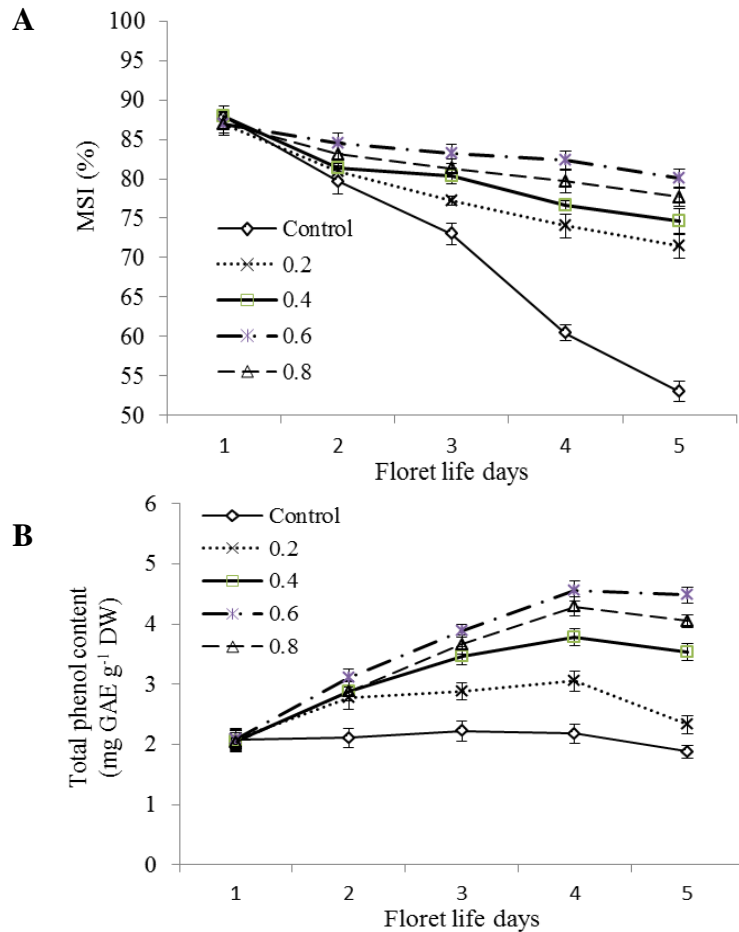 A
100
95
90
85
80
75
70
65
60
55
50
MSI (%)
Control
0.2
0.4
0.6
0.8
1 2 3 4 5
Floret life days
B
6
5
4
3
2
1
0
Total phenol content
(mg GAE g⁻¹ DW)
Control
0.2
0.4
0.6
0.8
1 2 3 4 5
Floret life days